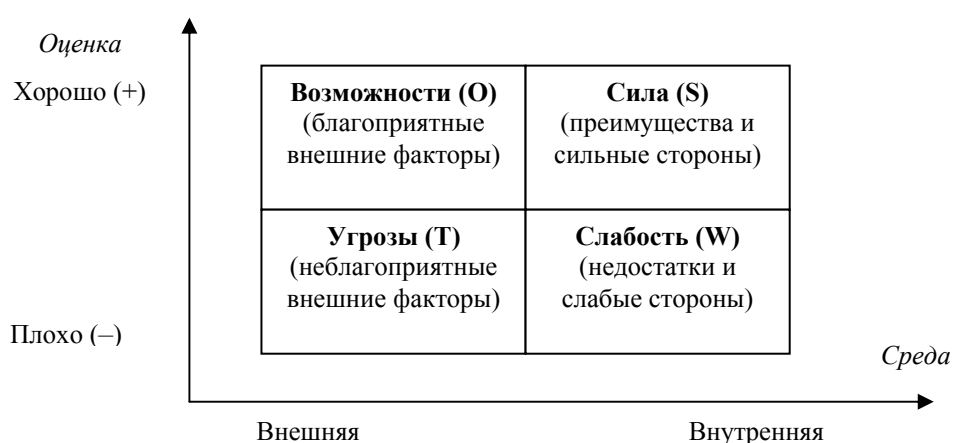 Оценка
Хорошо (+)
Возможности (O)
(благоприятные
внешние факторы)
Сила (S)
(преимущества и
сильные стороны)
Угрозы (T)
(неблагоприятные
внешние факторы)
Слабость (W)
(недостатки и
слабые стороны)
Плохо (–)
Среда
Внешняя
Внутренняя